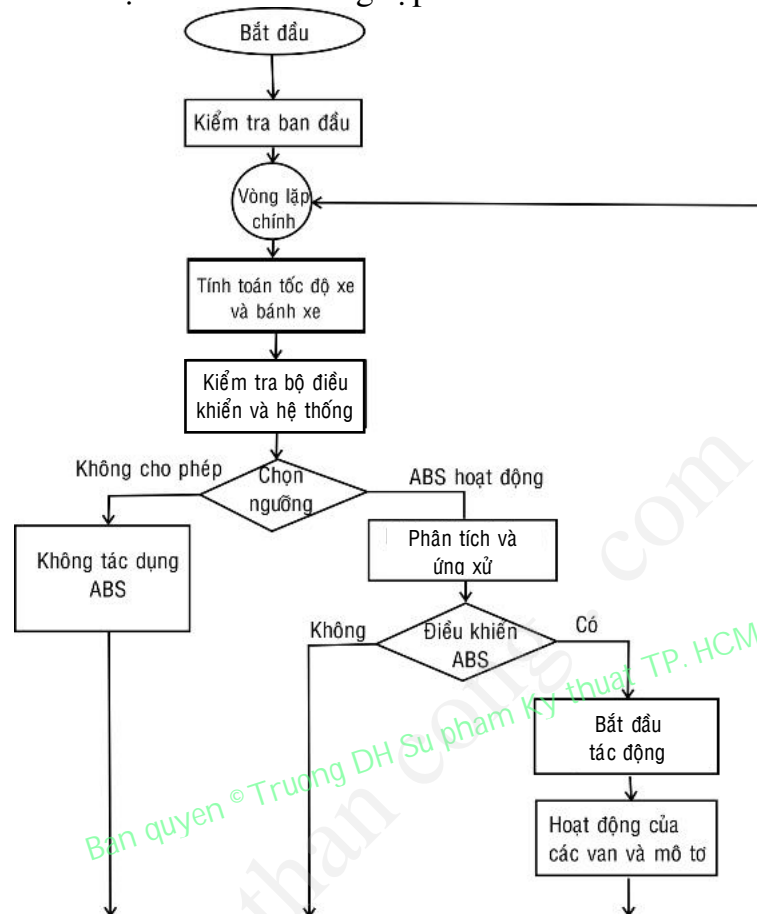 Bắt đầu
Kiểm tra ban đầu
Vòng lặp
chính
Tính toán tốc độ xe
và bánh xe
Kiểm tra bộ điều
khiển và hệ thống
Không cho phép
Chọn
ngưỡng
ABS hoạt động
Không tác dụng
ABS
Phân tích và
ứng xử
Không
Điều khiển
ABS
Có
Bắt đầu
tác động
Hoạt động của
các van và mô tơ
Ban quyen © Truong DH Su pham Ky thuat TP. HCM
than cong . com